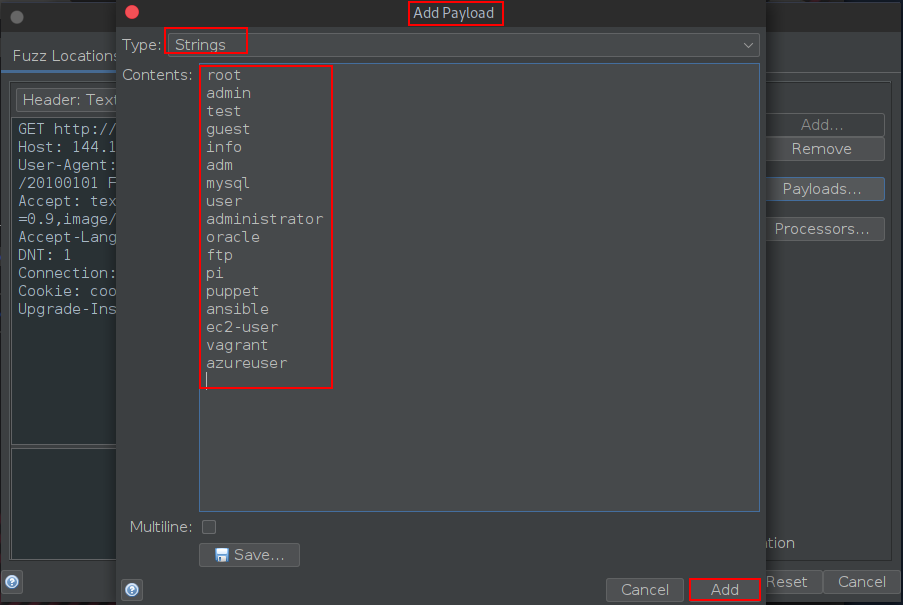 Add Payload
Type: Strings
Fuzz Locations
Contents:
root
admin
test
guest
info
adm
mysql
user
administrator
oracle
ftp
pi
puppet
ansible
ec2-user
vagrant
azureuser
Header: Text
GET http://
Host: 144.1
User-Agent:
/20100101 F
Accept: tex
=0.9,image/
Accept-Lang
DNT: 1
Connection:
Cookie: coo
Upgrade-Ins
Add...
Remove
Payloads...
Processors...
Multiline:
Save...
Cancel
Add
Reset
Cancel